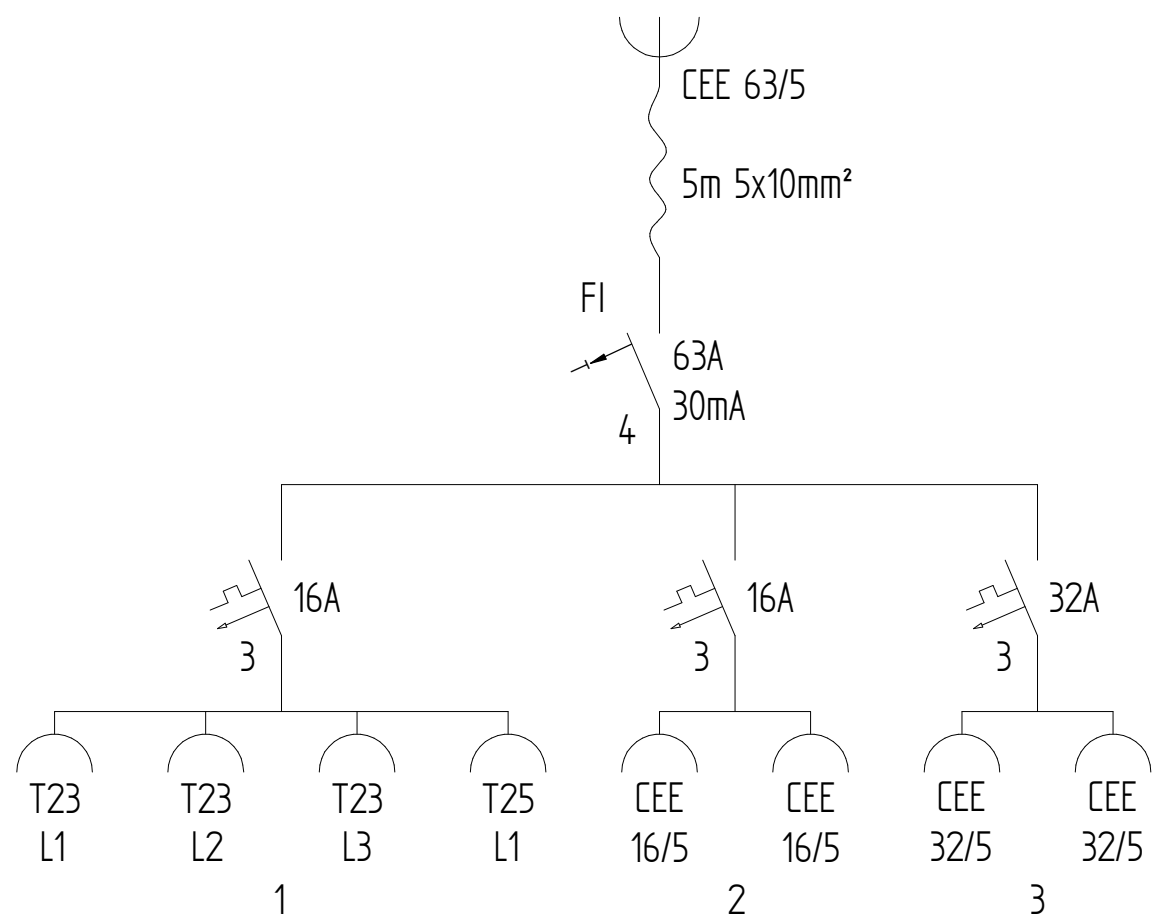 CEE 63/5
5m 5x10mm²
FI
63A
30mA
4
16A
16A
32A
3
3
3
T23
T23
T23
T25
CEE
CEE
CEE
CEE
L1
L2
L3
L1
16/5
16/5
32/5
32/5
1
2
3